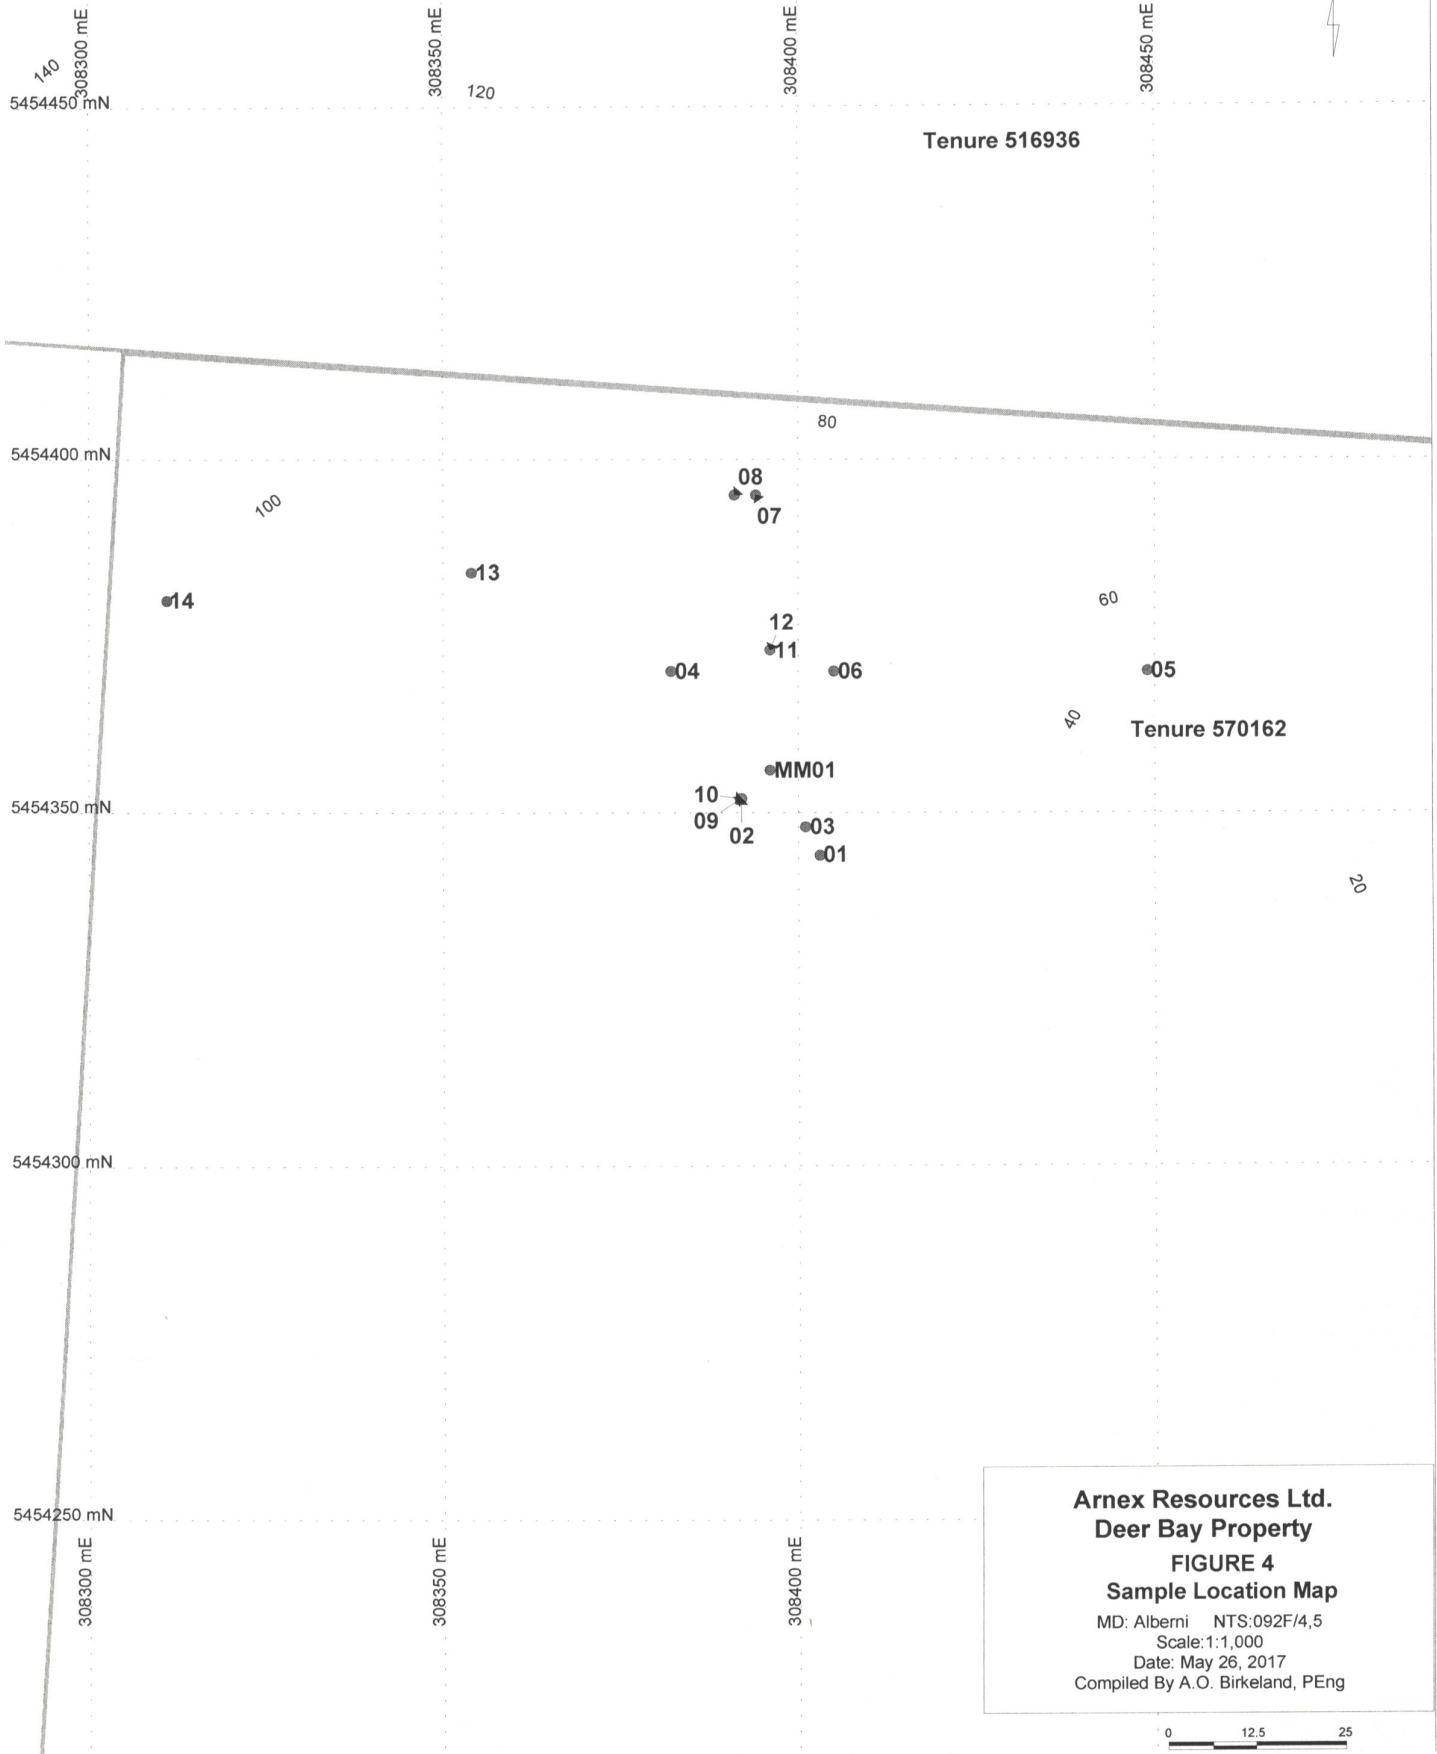 308300 mE
308350 mE
308400 mE
308450 mE
140
120
5454450 mN
Tenure 516936
80
5454400 mN
08
07
100
13
14
60
12
11
04
06
05
40
Tenure 570162
MM01
10
5454350 mN
09
02
03
01
20
5454300 mN
5454250 mN
308300 mE
308350 mE
308400 mE
Arnex Resources Ltd.
Deer Bay Property
FIGURE 4
Sample Location Map
MD: Alberni NTS:092F/4,5
Scale:1:1,000
Date: May 26, 2017
Compiled By A.O. Birkeland, PEng
0 12.5 25